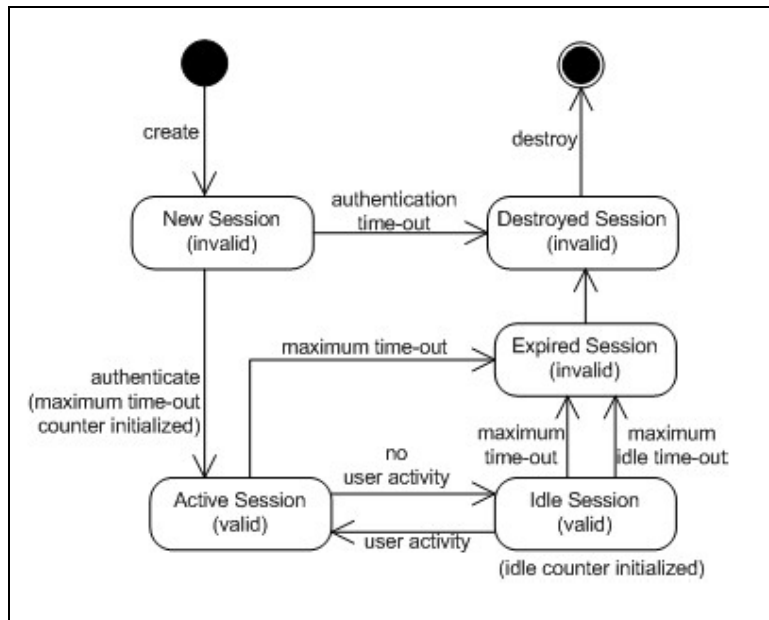 create
destroy
New Session
(invalid)
authentication
time-out
Destroyed Session
(invalid)
maximum time-out
Expired Session
(invalid)
authenticate
(maximum time-out
counter initialized)
maximum
time-out
maximum
idle time-out
no
user activity
Active Session
(valid)
Idle Session
(valid)
user activity
(idle counter initialized)